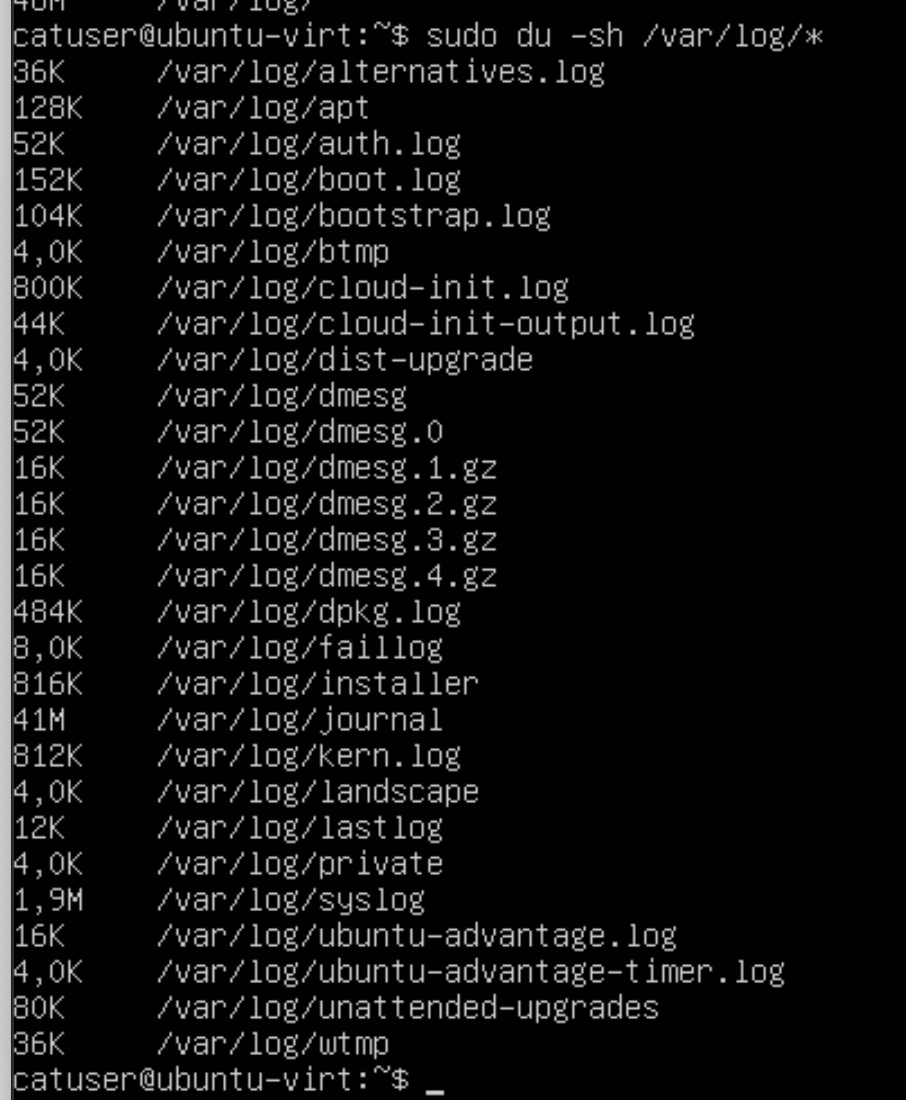 46M /var/log/
catuser@ubuntu-virt:~$ sudo du -sh /var/log/*
36K /var/log/alternatives.log
128K /var/log/apt
52K /var/log/auth.log
152K /var/log/boot.log
104K /var/log/bootstrap.log
4,0K /var/log/btmp
800K /var/log/cloud-init.log
44K /var/log/cloud-init-output.log
4,0K /var/log/dist-upgrade
52K /var/log/dmesg
52K /var/log/dmesg.0
16K /var/log/dmesg.1.gz
16K /var/log/dmesg.2.gz
16K /var/log/dmesg.3.gz
16K /var/log/dmesg.4.gz
484K /var/log/dpkg.log
8,0K /var/log/faillog
816K /var/log/installer
41M /var/log/journal
812K /var/log/kern.log
4,0K /var/log/landscape
12K /var/log/lastlog
4,0K /var/log/private
1,9M /var/log/syslog
16K /var/log/ubuntu-advantage.log
4,0K /var/log/ubuntu-advantage-timer.log
80K /var/log/unattended-upgrades
36K /var/log/wtmp
catuser@ubuntu-virt:~$ _